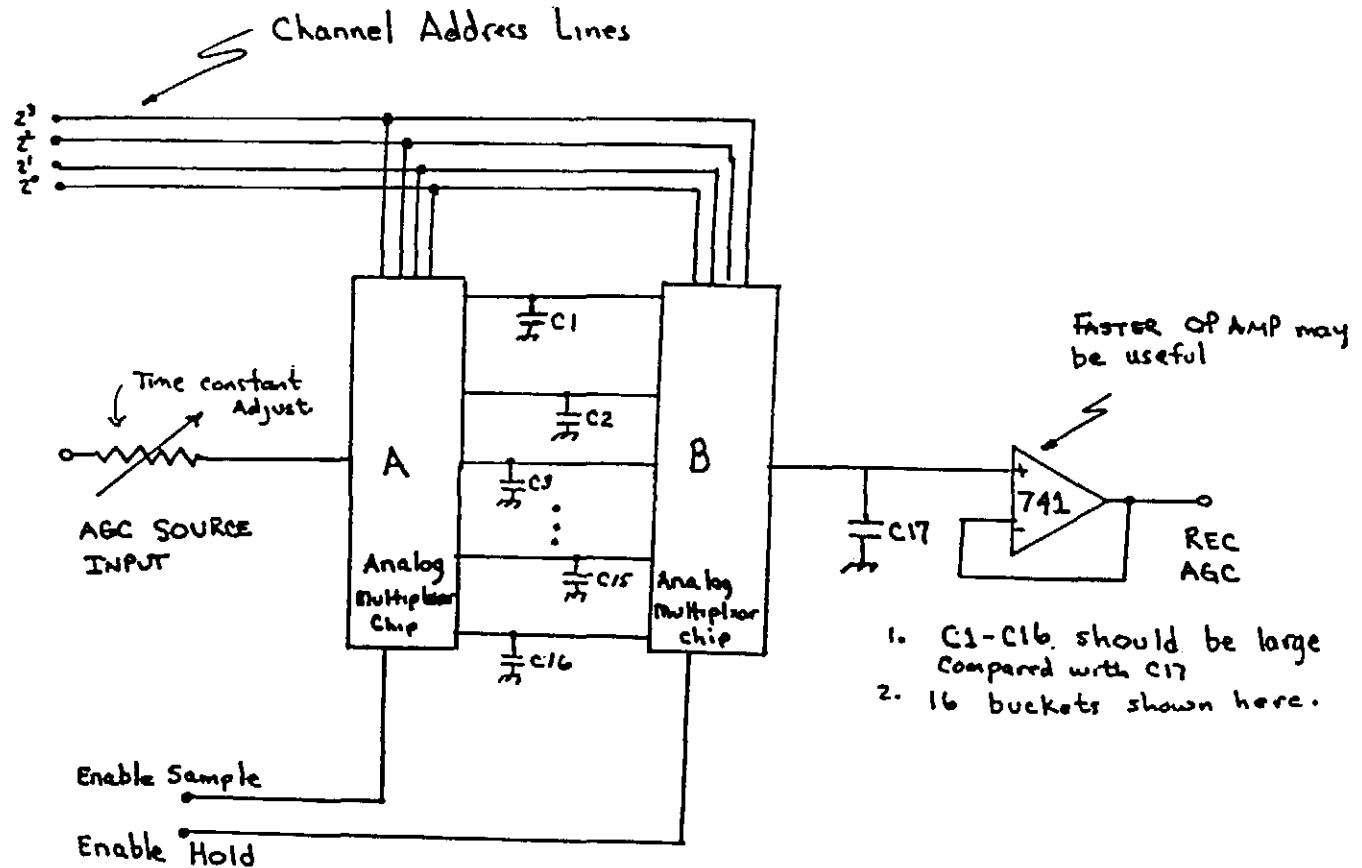 Channel Address Lines
2³
2²
2¹
2⁰
C1
FASTER OP AMP may
be useful
Time constant
Adjust
C2
A
B
C3
741
+
-
C17
AGC SOURCE
INPUT
REC
AGC
Analog
Multiplexor
Chip
C15
Analog
Multiplxor
chip
C16
1. C1-C16 should be large
Compared with C17
2. 16 buckets shown here.
Enable Sample
Enable Hold